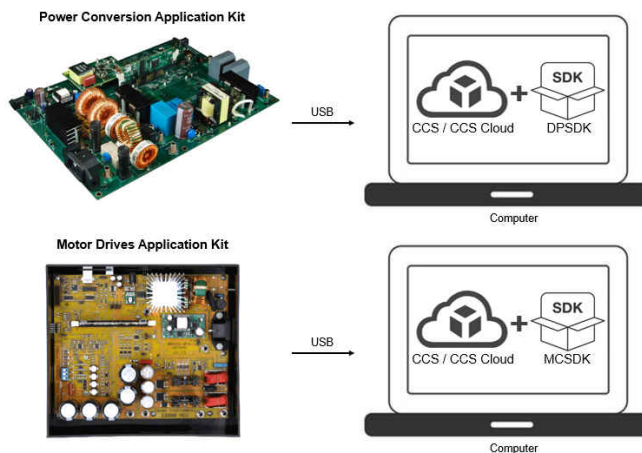 Power Conversion Application Kit
USB
SDK
CCS / CCS Cloud
DPSDK
Computer
Motor Drives Application Kit
USB
SDK
CCS / CCS Cloud
MCSDK
Computer